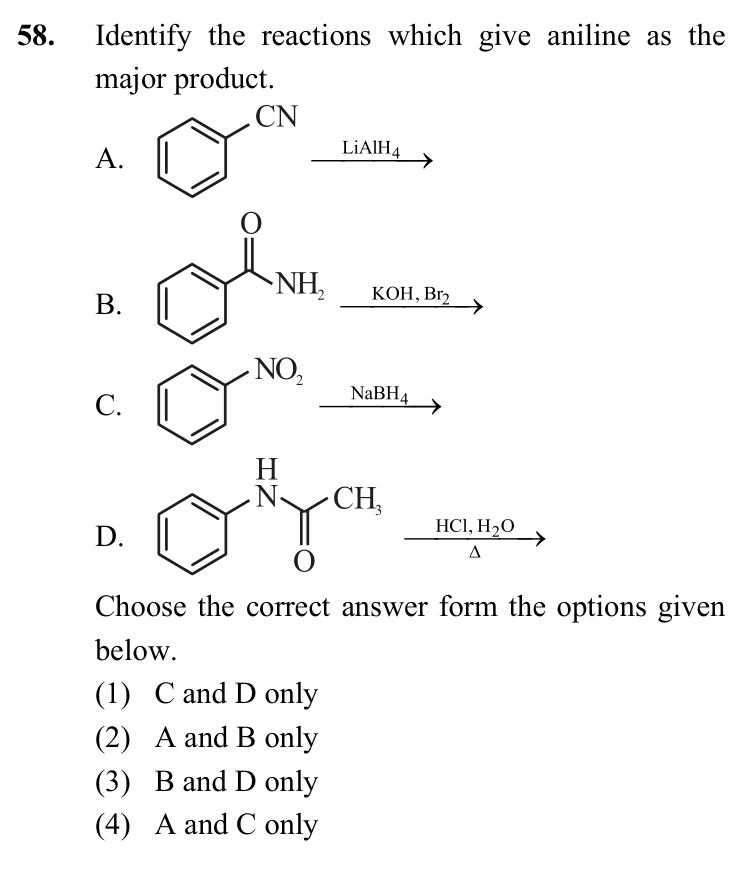 58. Identify the reactions which give aniline as the
major product.
A. CN LiAlH₄
B. O NH₂ KOH, Br₂
C. NO₂ NaBH₄
D. H N CH₃ O HCl, H₂O Δ
Choose the correct answer form the options given
below.
(1) C and D only
(2) A and B only
(3) B and D only
(4) A and C only